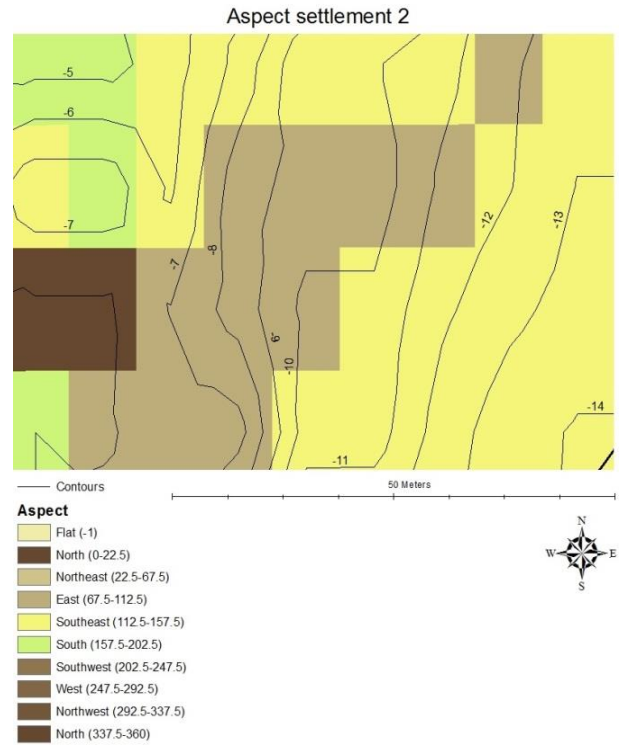 Aspect settlement 2
-5
-6
-7
-7
-8
-9
-10
-11
-12
-13
-14
Contours
50 Meters
Aspect
Flat (-1)
North (0-22.5)
Northeast (22.5-67.5)
East (67.5-112.5)
Southeast (112.5-157.5)
South (157.5-202.5)
Southwest (202.5-247.5)
West (247.5-292.5)
Northwest (292.5-337.5)
North (337.5-360)
N
W E
S